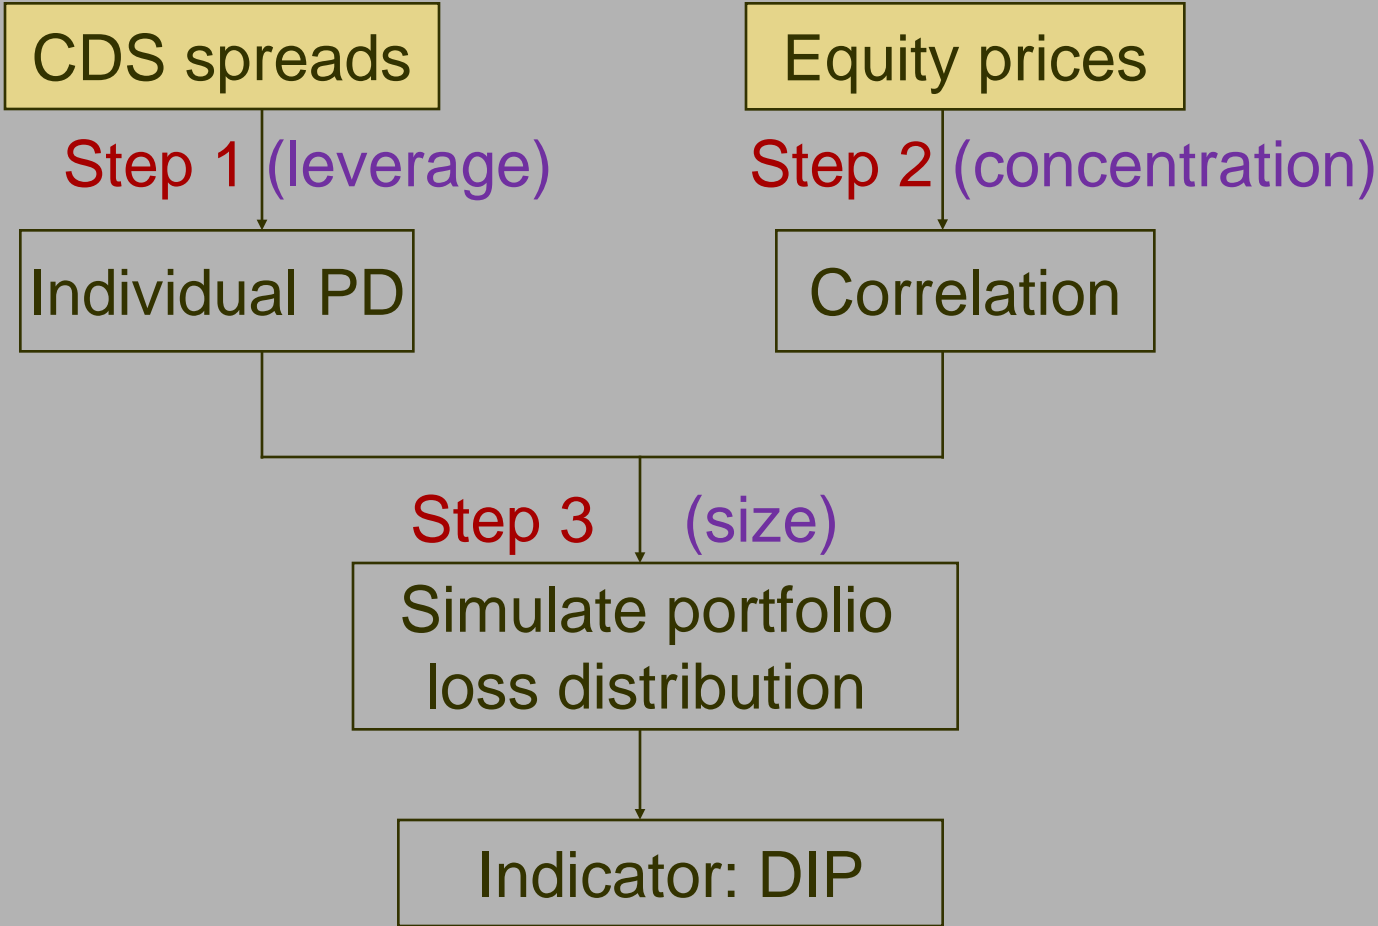 CDS spreads
Equity prices
Step 1 (leverage)
Step 2 (concentration)
Individual PD
Correlation
Step 3 (size)
Simulate portfolio
loss distribution
Indicator: DIP